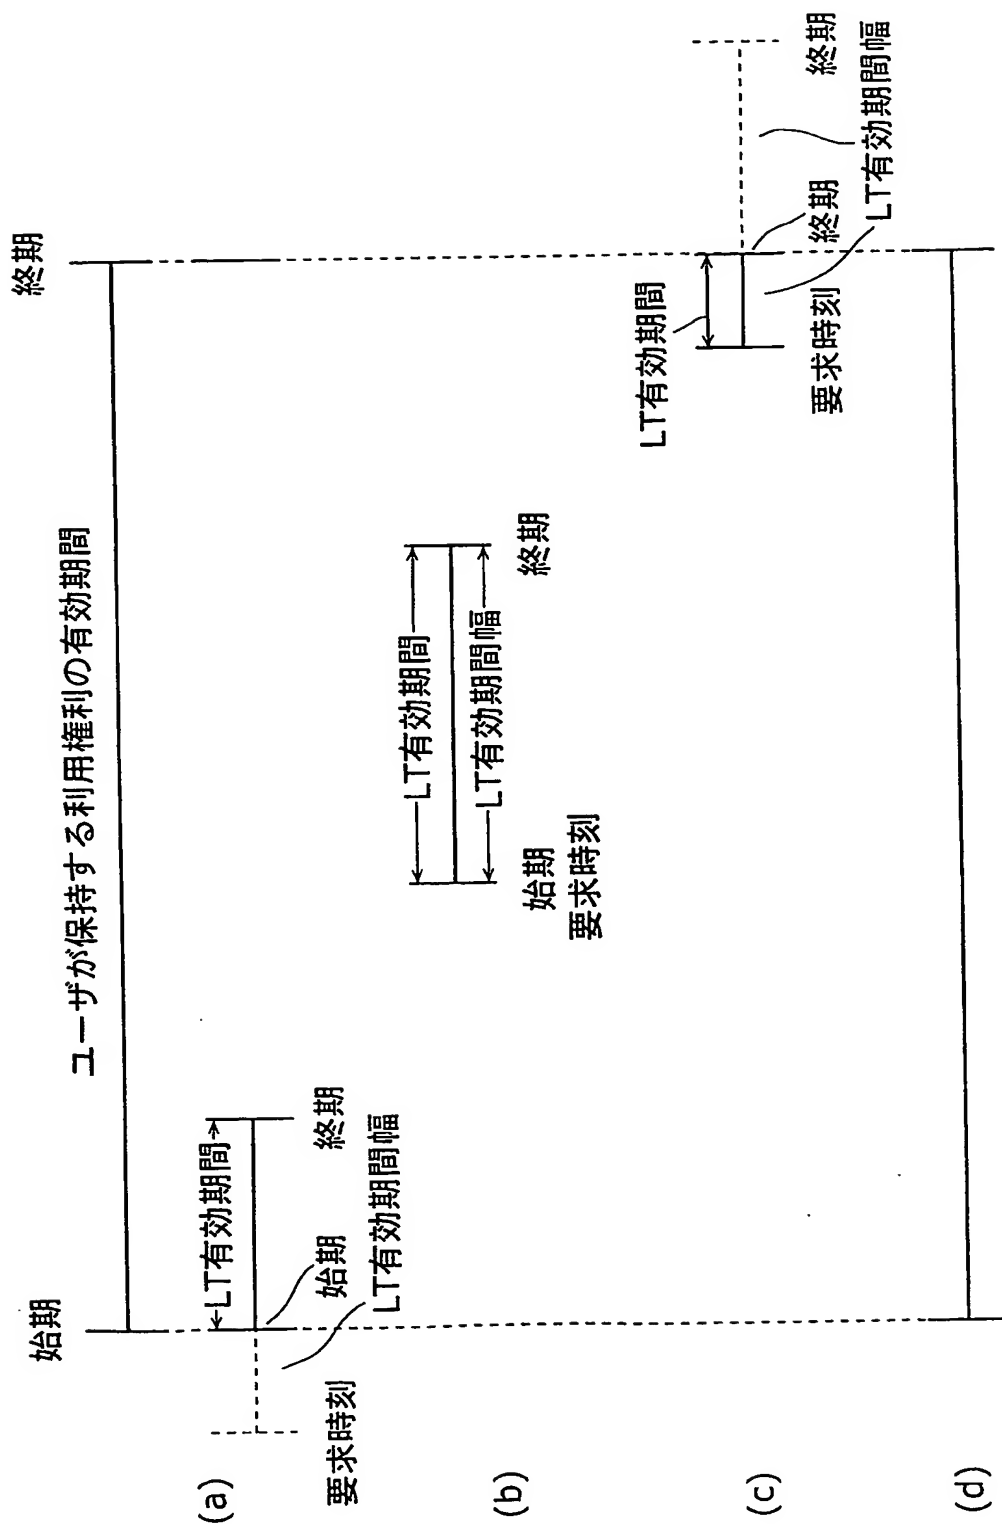 始期
終期
ユーザが保持する利用権利の有効期間
(a)
LT有効期間
始期
終期
要求時刻
LT有効期間幅
(b)
LT有効期間
LT有効期間幅
始期
終期
要求時刻
(c)
LT有効期間
要求時刻
終期
終期
LT有効期間幅
(d)